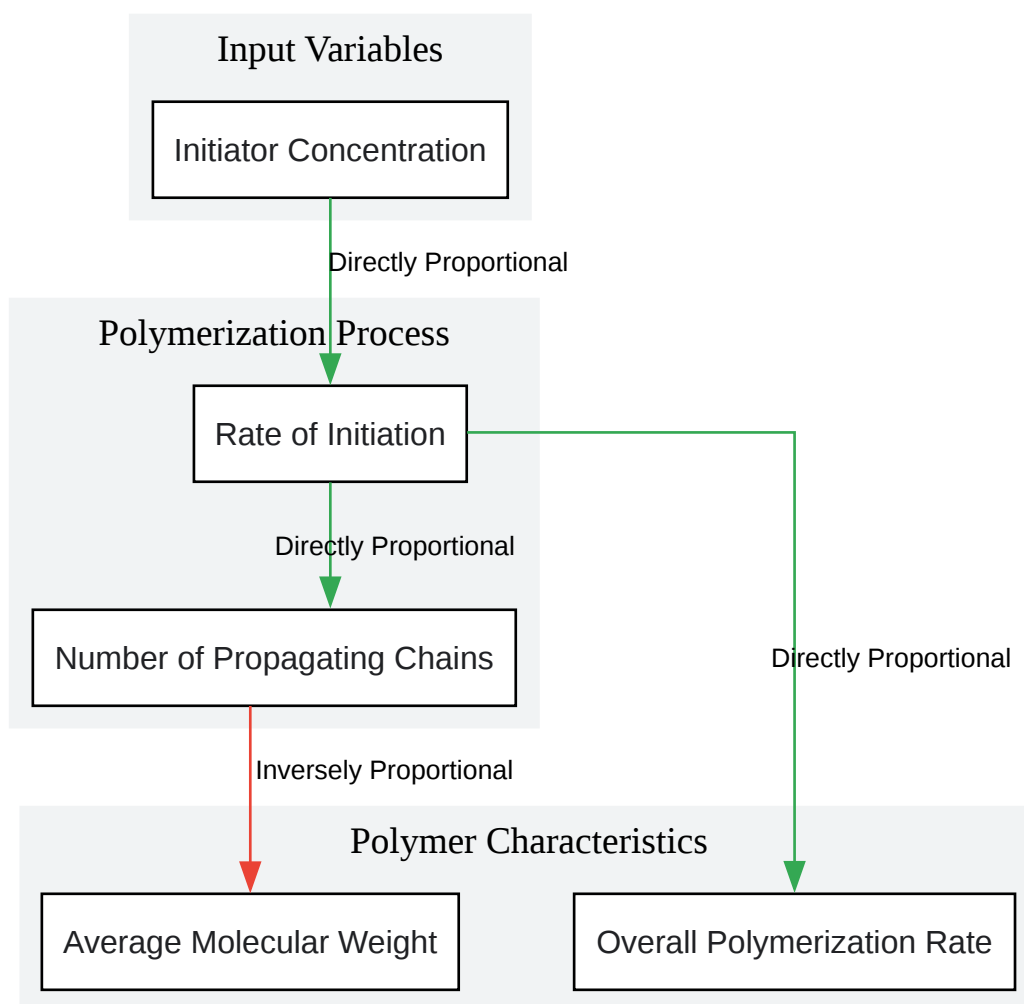 Input Variables
Initiator Concentration
Directly Proportional
Polymerization Process
Rate of Initiation
Directly Proportional
Number of Propagating Chains
Directly Proportional
Inversely Proportional
Polymer Characteristics
Average Molecular Weight
Overall Polymerization Rate